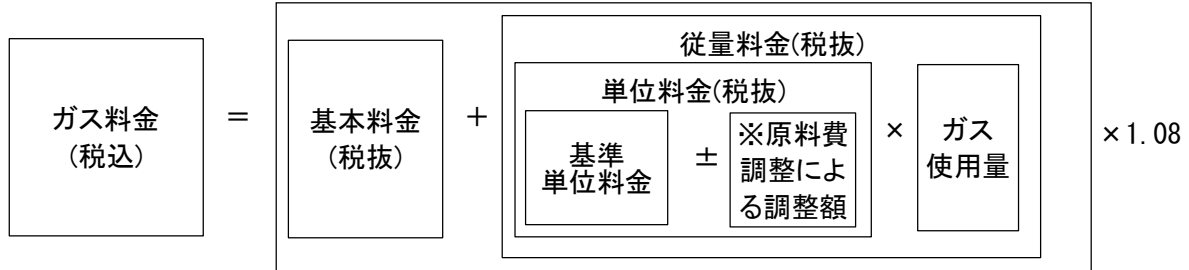 ガス料金
(税込)
＝
基本料金
(税抜)
＋
従量料金(税抜)
単位料金(税抜)
基準
単位料金
±
※原料費
調整によ
る調整額
×
ガス
使用量
×1.08